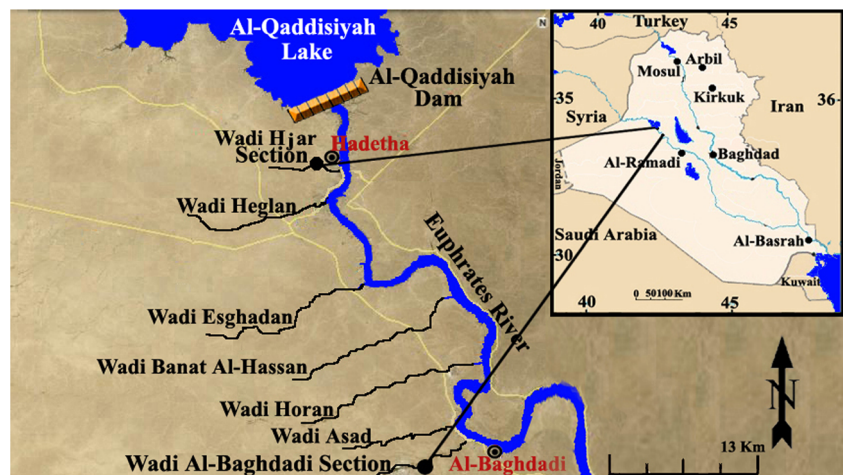 Al-Qaddisiyah
Lake
Al-Qaddisiyah
Dam
Wadi Hjar
Section
Hadetha
Wadi Heglan
Euphrates River
Wadi Esghadan
Wadi Banat Al-Hassan
Wadi Horan
Wadi Asad
Wadi Al-Baghdadi Section
Al-Baghdadi
N
13 Km
N
40
45
Turkey
Arbil
Mosul
Kirkuk
35
36
Iran
Syria
Baghdad
Al-Ramadi
Jordan
Saudi Arabia
Al-Basrah
30
Kuwait
0 50100 Km
40
45